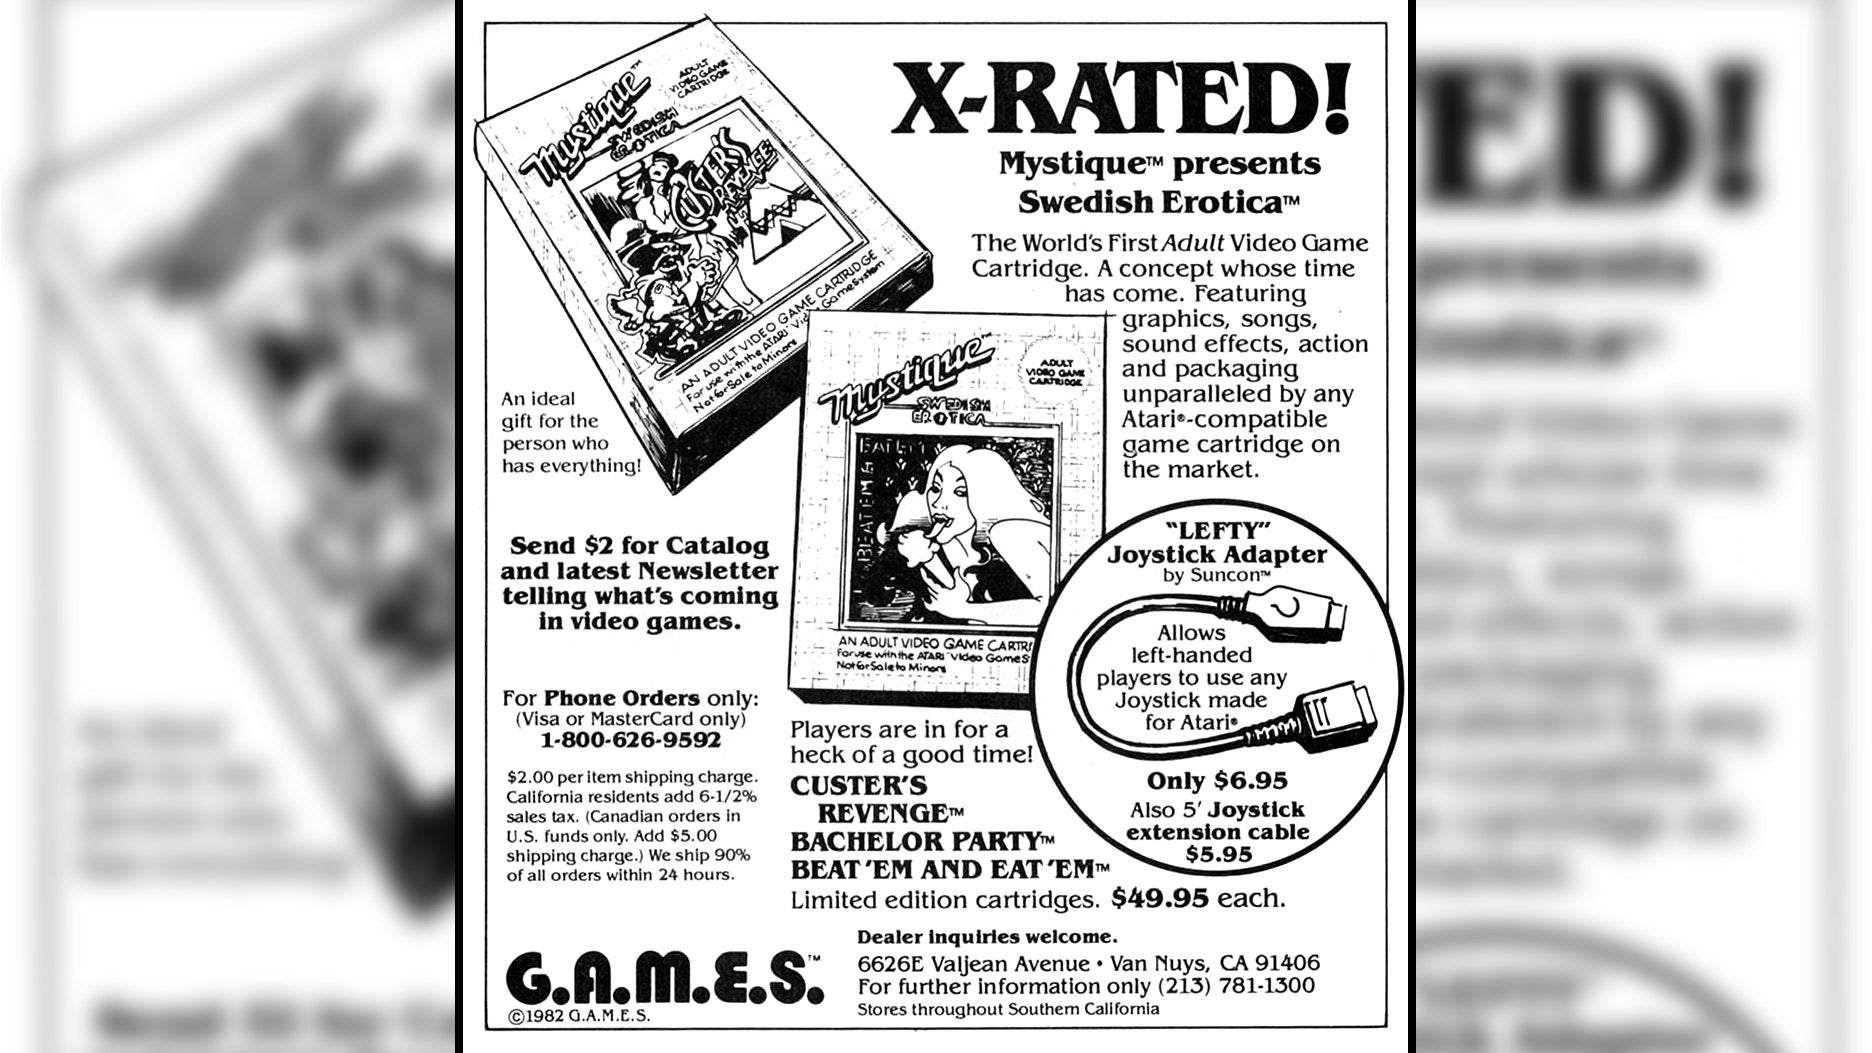 Mystique™
ADULT
VIDEO GAME
CARTRIDGE
SWEDISH
EROTICA
CUSTER'S
REVENGE
AN ADULT VIDEO GAME CARTRIDGE
For use with the ATARI Video Game System
Not for Sale to Minors
X-RATED!
Mystique™ presents
Swedish Erotica™
The World's First Adult Video Game
Cartridge. A concept whose time
has come. Featuring
graphics, songs,
sound effects, action
and packaging
unparalleled by any
Atari®-compatible
game cartridge on
the market.
An ideal
gift for the
person who
has everything!
Mystique™
ADULT
VIDEO GAME
CARTRIDGE
SWEDISH
EROTICA
BEAT EM &
EAT EM
AN ADULT VIDEO GAME CARTRI
For use with the ATARI Video Game S
Not for Sale to Minors
Send $2 for Catalog
and latest Newsletter
telling what's coming
in video games.
"LEFTY"
Joystick Adapter
by Suncon™
Allows
left-handed
players to use any
Joystick made
for Atari®
Only $6.95
Also 5' Joystick
extension cable
$5.95
For Phone Orders only:
(Visa or MasterCard only)
1-800-626-9592
$2.00 per item shipping charge.
California residents add 6-1/2%
sales tax. (Canadian orders in
U.S. funds only. Add $5.00
shipping charge.) We ship 90%
of all orders within 24 hours.
Players are in for a
heck of a good time!
CUSTER'S
REVENGE™
BACHELOR PARTY™
BEAT 'EM AND EAT 'EM™
Limited edition cartridges. $49.95 each.
G.A.M.E.S.™
©1982 G.A.M.E.S.
Dealer inquiries welcome.
6626E Valjean Avenue • Van Nuys, CA 91406
For further information only (213) 781-1300
Stores throughout Southern California